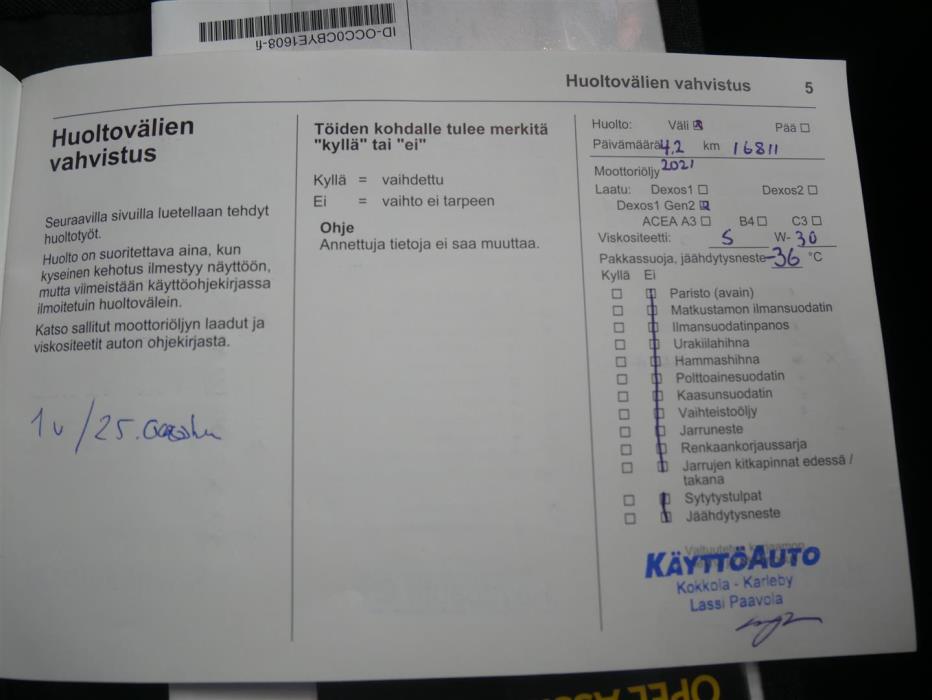 ID-OCC0CBYE1608-fi
Huoltovälien vahvistus 5
Huoltovälien
vahvistus
Seuraavilla sivuilla luetellaan tehdyt
huoltotyöt.
Huolto on suoritettava aina, kun
kyseinen kehotus ilmestyy näyttöön,
mutta viimeistään käyttöohjekirjassa
ilmoitetuin huoltovälein.
Katso sallitut moottoriöljyn laadut ja
viskositeetit auton ohjekirjasta.
1v/25.
Töiden kohdalle tulee merkitä
"kyllä" tai "ei"
Kyllä = vaihdettu
Ei = vaihto ei tarpeen
Ohje
Annettuja tietoja ei saa muuttaa.
Huolto: Väli Pää
Päivämäärä 4,2 km 16811
Moottoriöljy 2021
Laatu: Dexos1 Dexos2
Dexos1 Gen2
ACEA A3 B4 C3
Viskositeetti: 5 W- 30
Pakkassuoja, jäähdytysneste -36 °C
Kyllä Ei
Paristo (avain)
Matkustamon ilmansuodatin
Ilmansuodatinpanos
Urakiilahihna
Hammashihna
Polttoainesuodatin
Kaasunsuodatin
Vaihteistoöljy
Jarruneste
Renkaankorjaussarja
Jarrujen kitkapinnat edessä /
takana
Sytytystulpat
Jäähdytysneste
KÄYTTÖAUTO
Kokkola - Karleby
Lassi Paavola
OPEL